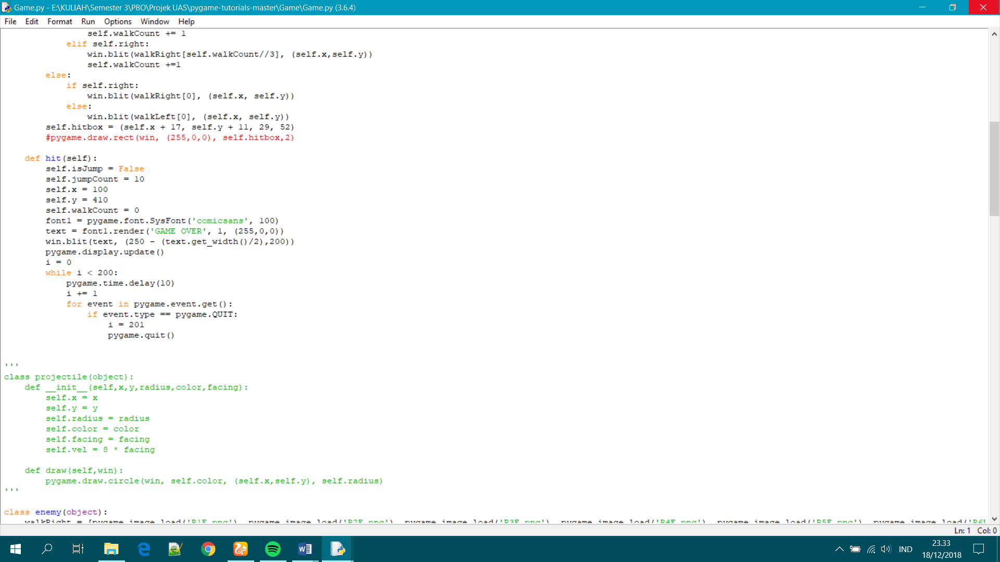 Game.py - E:\KULIAH\Semester 3\PBO\Projek UAS\pygame-tutorials-master\Game\Game.py (3.6.4)
File Edit Format Run Options Window Help
                self.walkCount += 1
            elif self.right:
                win.blit(walkRight[self.walkCount//3], (self.x,self.y))
                self.walkCount +=1
        else:
            if self.right:
                win.blit(walkRight[0], (self.x, self.y))
            else:
                win.blit(walkLeft[0], (self.x, self.y))
        self.hitbox = (self.x + 17, self.y + 11, 29, 52)
        #pygame.draw.rect(win, (255,0,0), self.hitbox,2)
    def hit(self):
        self.isJump = False
        self.jumpCount = 10
        self.x = 100
        self.y = 410
        self.walkCount = 0
        font1 = pygame.font.SysFont('comicsans', 100)
        text = font1.render('GAME OVER', 1, (255,0,0))
        win.blit(text, (250 - (text.get_width()/2),200))
        pygame.display.update()
        i = 0
        while i < 200:
            pygame.time.delay(10)
            i += 1
            for event in pygame.event.get():
                if event.type == pygame.QUIT:
                    i = 201
                    pygame.quit()
'''
class projectile(object):
    def __init__(self,x,y,radius,color,facing):
        self.x = x
        self.y = y
        self.radius = radius
        self.color = color
        self.facing = facing
        self.vel = 8 * facing
    def draw(self,win):
        pygame.draw.circle(win, self.color, (self.x,self.y), self.radius)
'''
class enemy(object):
    walkRight = [pygame.image.load('R1E.png'), pygame.image.load('R2E.png'), pygame.image.load('R3E.png'), pygame.image.load('R4E.png'), pygame.image.load('R5E.png'), pygame.image.load('R6
Ln: 1 Col: 0
IND
23.33
18/12/2018